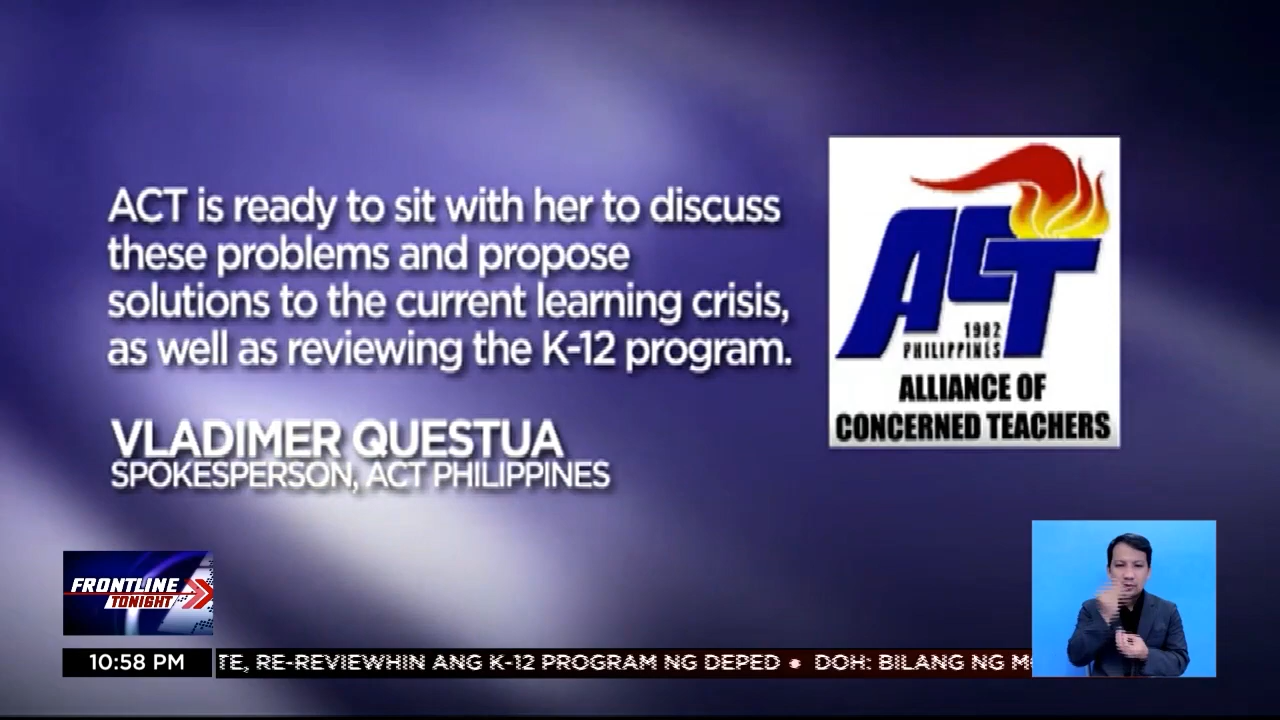 ACT is ready to sit with her to discuss
these problems and propose
solutions to the current learning crisis,
as well as reviewing the K-12 program.
VLADIMER QUESTUA
SPOKESPERSON, ACT PHILIPPINES
ACT
1982
PHILIPPINES
ALLIANCE OF
CONCERNED TEACHERS
FRONTLINE
TONIGHT
10:58 PM
TE, RE-REVIEWHIN ANG K-12 PROGRAM NG DEPED • DOH: BILANG NG M